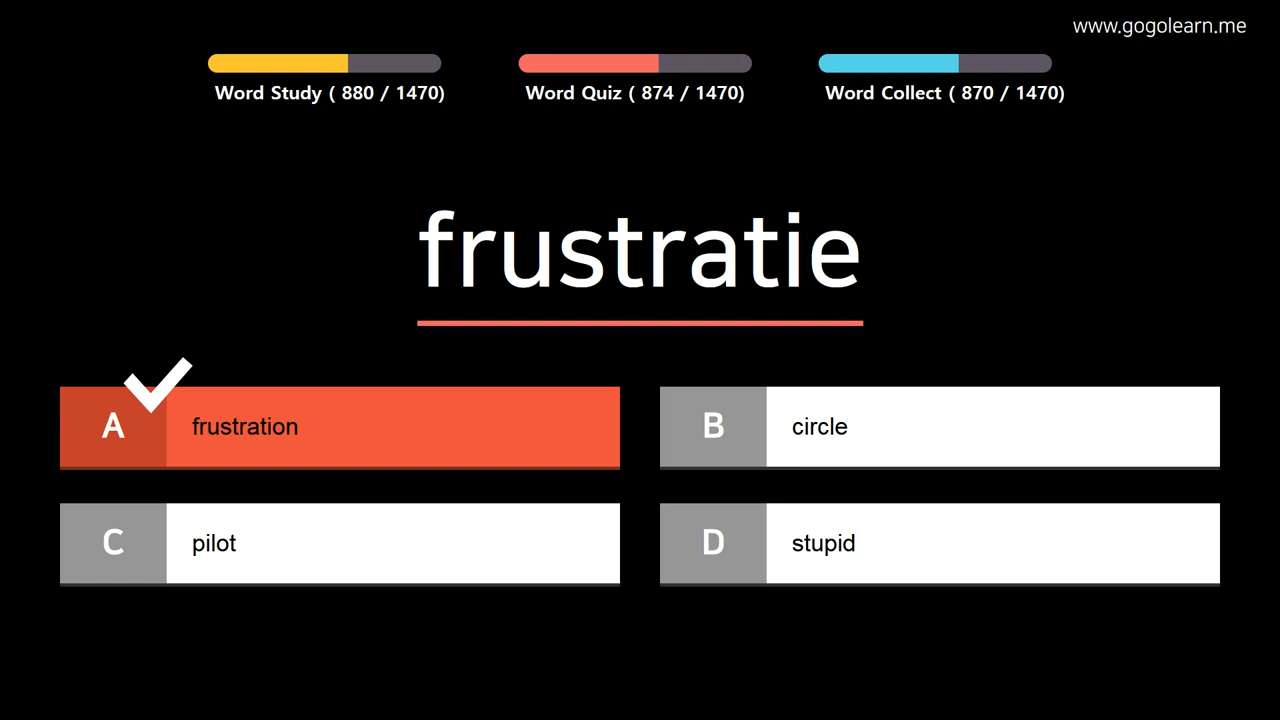 www.gogolearn.me
Word Study ( 880 / 1470)
Word Quiz ( 874 / 1470)
Word Collect ( 870 / 1470)
frustratie
A frustration
B circle
C pilot
D stupid